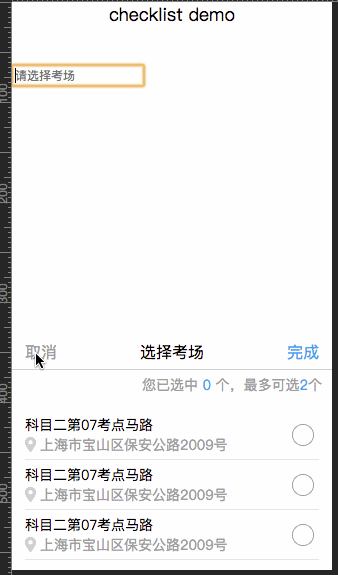 checklist demo
请选择考场
取消 选择考场 完成
您已选中 0 个，最多可选2个
科目二第07考点马路
上海市宝山区保安公路2009号
科目二第07考点马路
上海市宝山区保安公路2009号
科目二第07考点马路
上海市宝山区保安公路2009号
100
200
300
400
500